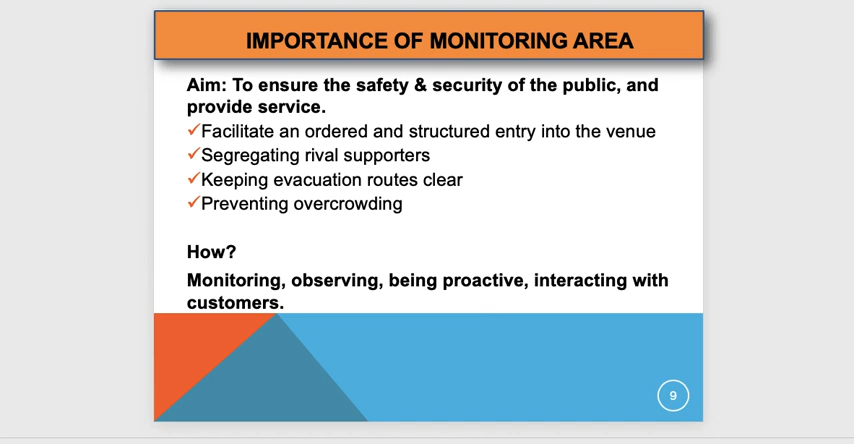 IMPORTANCE OF MONITORING AREA
Aim: To ensure the safety & security of the public, and
provide service.
✓Facilitate an ordered and structured entry into the venue
✓Segregating rival supporters
✓Keeping evacuation routes clear
✓Preventing overcrowding
How?
Monitoring, observing, being proactive, interacting with
customers.
9